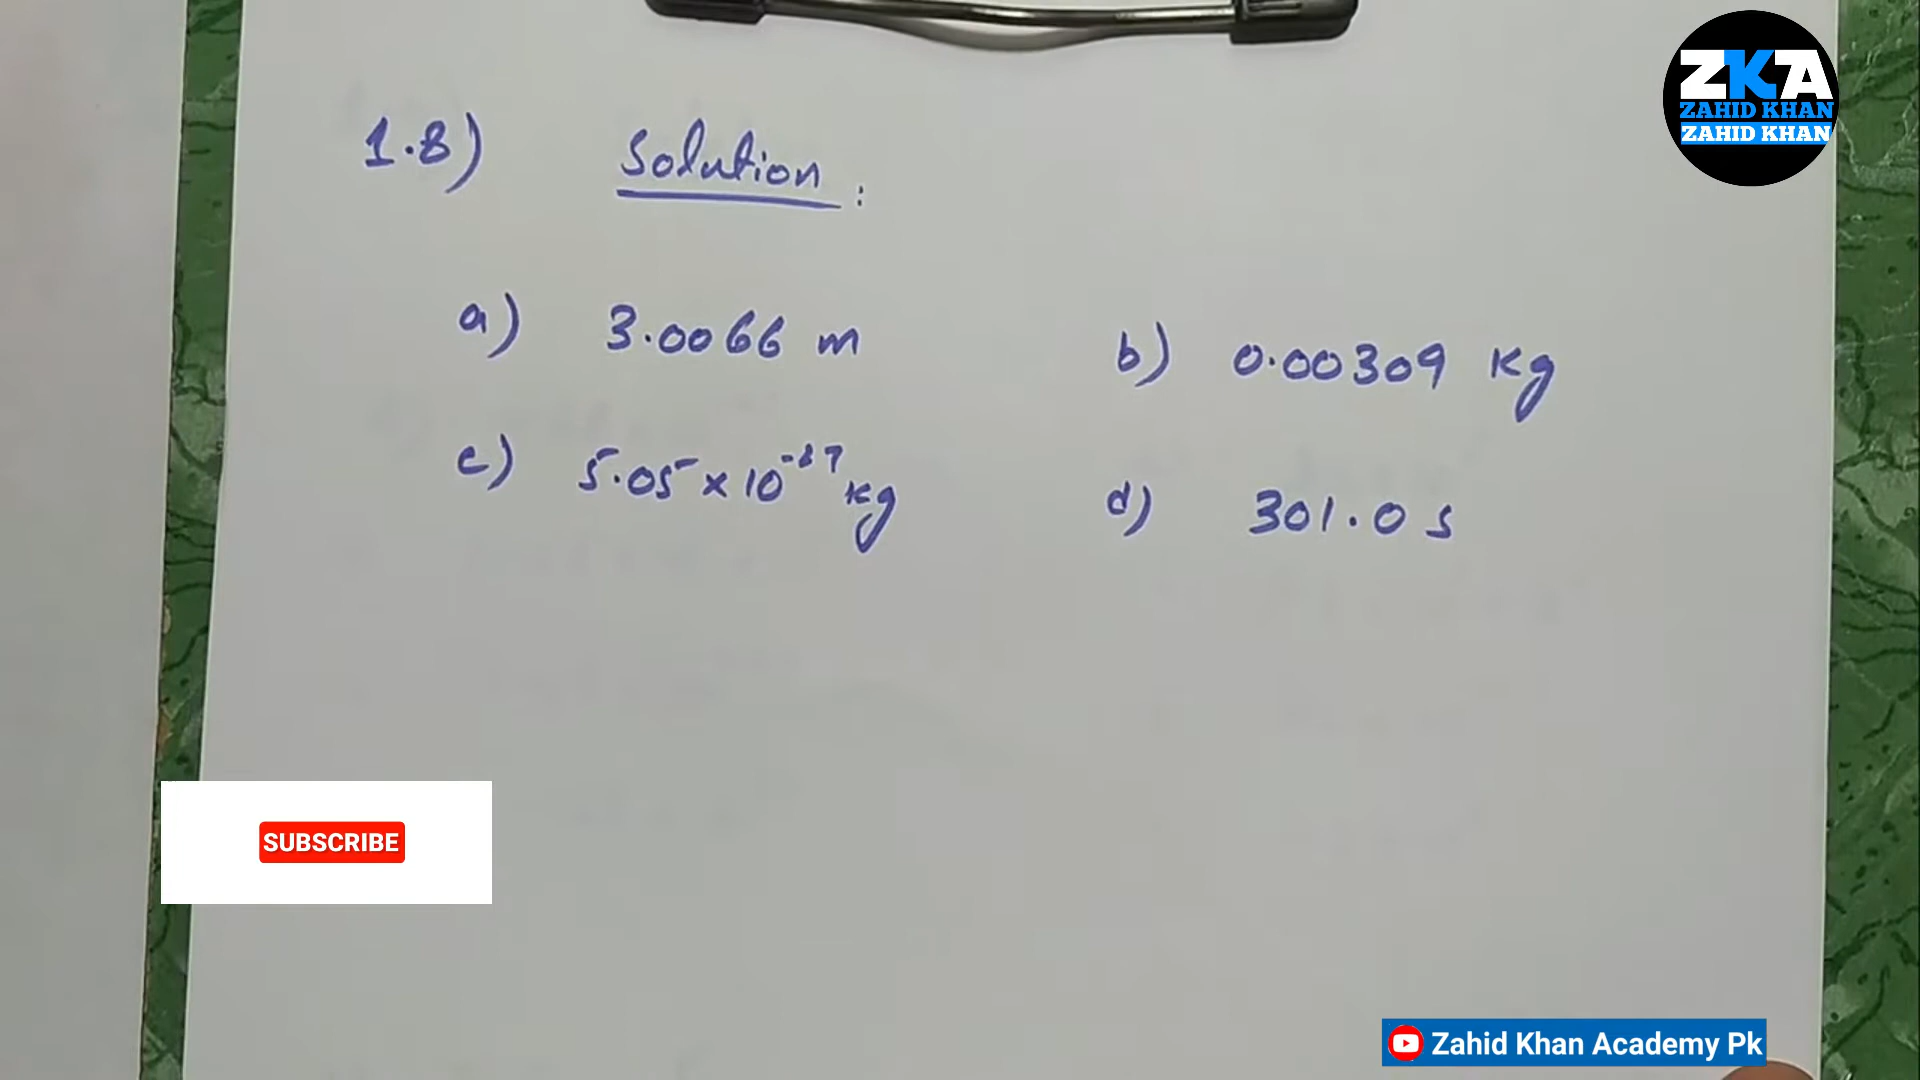 1.8) Solution :
a) 3.0066 m b) 0.00309 kg
c) 5.05 × 10⁻²⁷ kg d) 301.0 s
ZKA
ZAHID KHAN
ZAHID KHAN
SUBSCRIBE
Zahid Khan Academy Pk